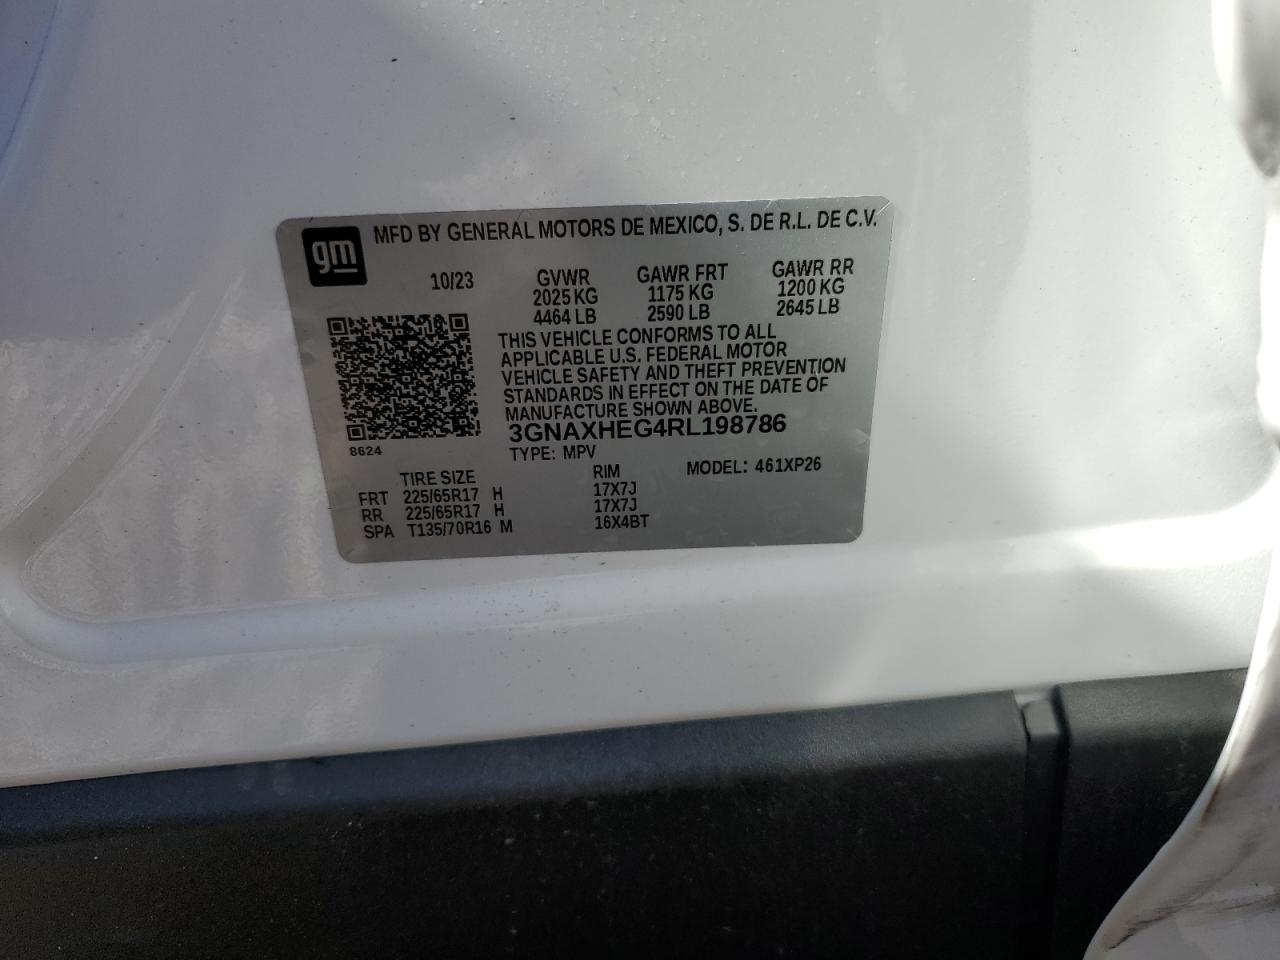 gm
MFD BY GENERAL MOTORS DE MEXICO, S. DE R.L. DE C.V.
10/23
GVWR GAWR FRT GAWR RR
2025 KG 1175 KG 1200 KG
4464 LB 2590 LB 2645 LB
THIS VEHICLE CONFORMS TO ALL
APPLICABLE U.S. FEDERAL MOTOR
VEHICLE SAFETY AND THEFT PREVENTION
STANDARDS IN EFFECT ON THE DATE OF
MANUFACTURE SHOWN ABOVE.
3GNAXHEG4RL198786
8624
TYPE: MPV
MODEL: 461XP26
TIRE SIZE RIM
FRT 225/65R17 H 17X7J
RR 225/65R17 H 17X7J
SPA T135/70R16 M 16X4BT